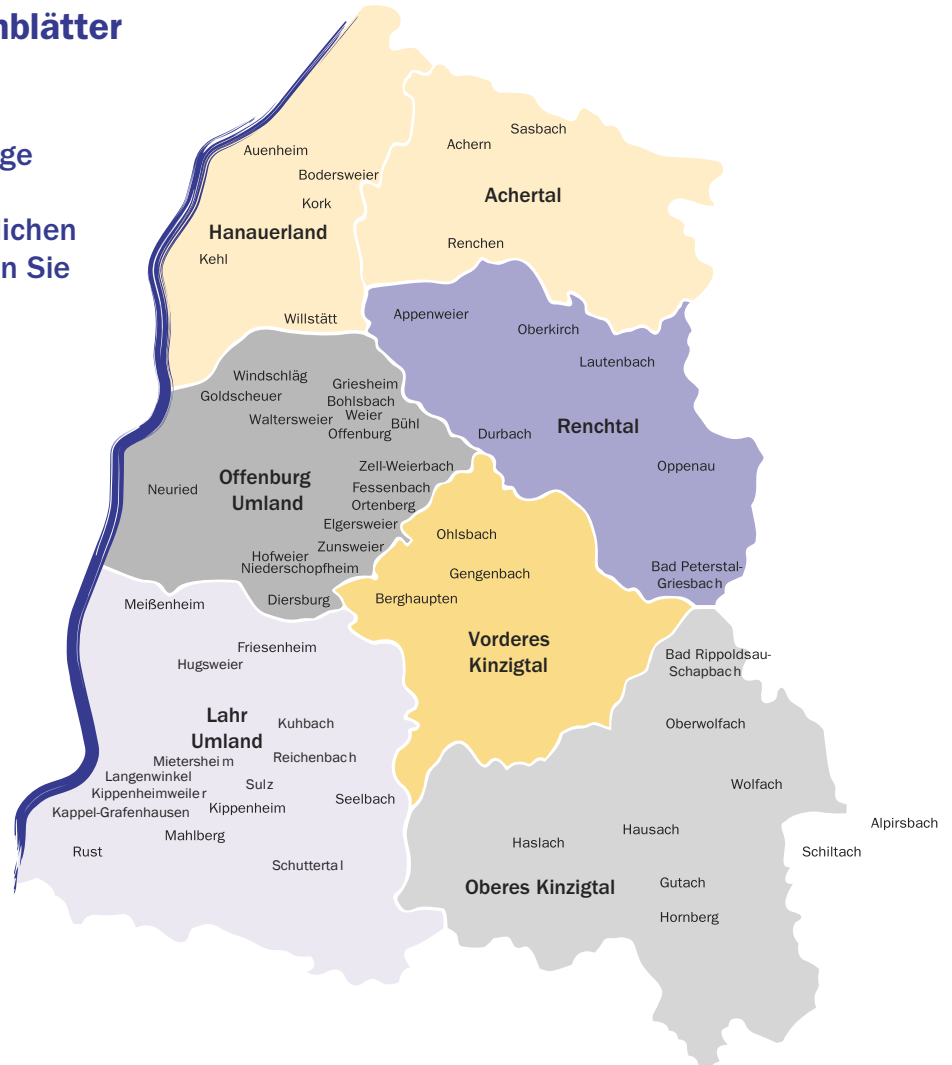 nblätter
ge
lichen
n Sie
Sasbach
Achern
Auenheim
Bodersweier
Achertal
Kork
Hanauerland
Renchen
Kehl
Appenweier
Willstätt
Oberkirch
Lautenbach
Windschläg
Griesheim
Goldscheuer
Bohlsbach
Weier
Waltersweier
Bühl
Offenburg
Durbach
Renchtal
Zell-Weierbach
Oppenau
Offenburg
Umland
Neuried
Fessenbach
Ortenberg
Elgersweier
Ohlsbach
Zunsweier
Hofweier
Niederschopfheim
Gengenbach
Bad Peterstal-
Griesbach
Diersburg
Berghaupten
Meißenheim
Vorderes
Kinzigtal
Friesenheim
Hugsweier
Bad Rippoldsau-
Schapbach
Lahr
Umland
Kuhbach
Oberwolfach
Mietersheim
Reichenbach
Langenwinkel
Sulz
Wolfach
Kippenheimweiler
Seelbach
Kappel-Grafenhausen
Kippenheim
Alpirsbach
Mahlberg
Hausach
Haslach
Rust
Schiltach
Schuttertal
Oberes Kinzigtal
Gutach
Hornberg